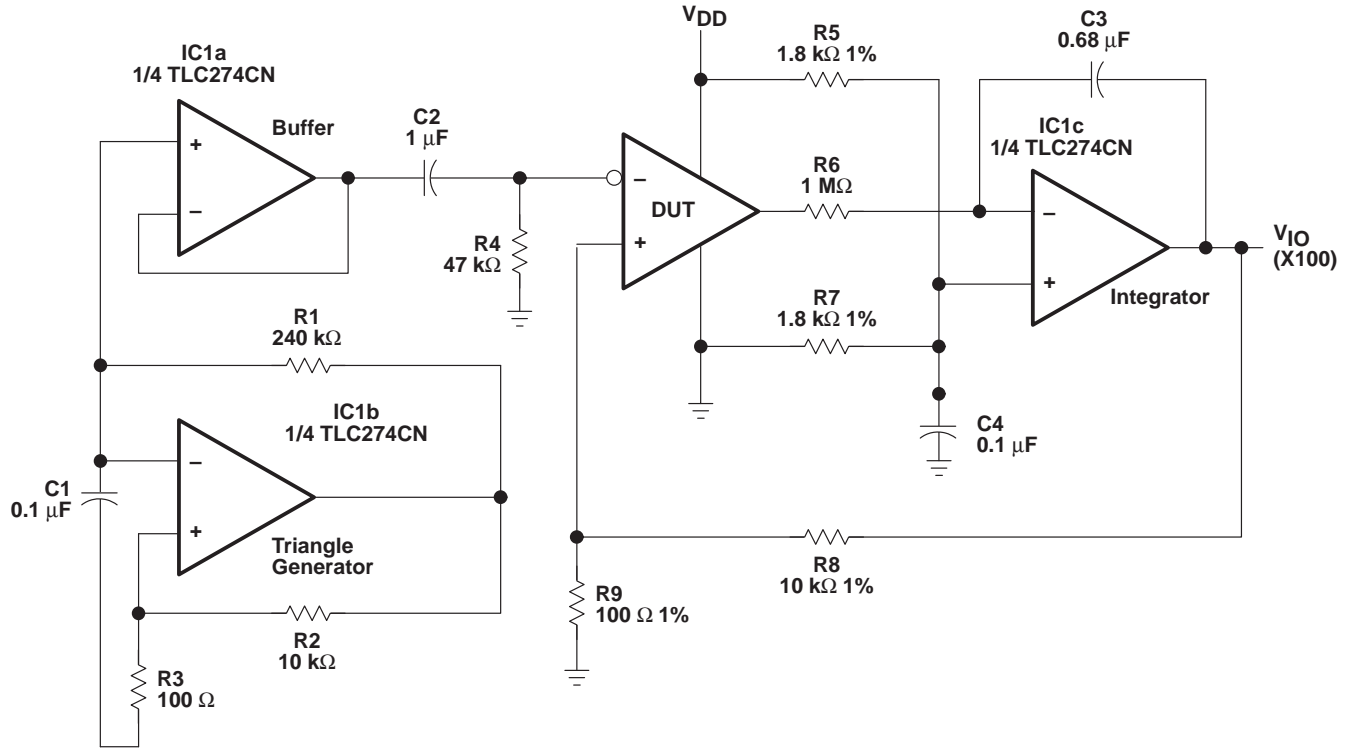 IC1a
1/4 TLC274CN
+
−
Buffer
C2
1 µF
R4
47 kΩ
VDD
−
DUT
+
R5
1.8 kΩ 1%
R6
1 MΩ
R7
1.8 kΩ 1%
C3
0.68 µF
IC1c
1/4 TLC274CN
−
+
Integrator
VIO
(X100)
C4
0.1 µF
R1
240 kΩ
IC1b
1/4 TLC274CN
−
+
Triangle
Generator
C1
0.1 µF
R2
10 kΩ
R3
100 Ω
R8
10 kΩ 1%
R9
100 Ω 1%